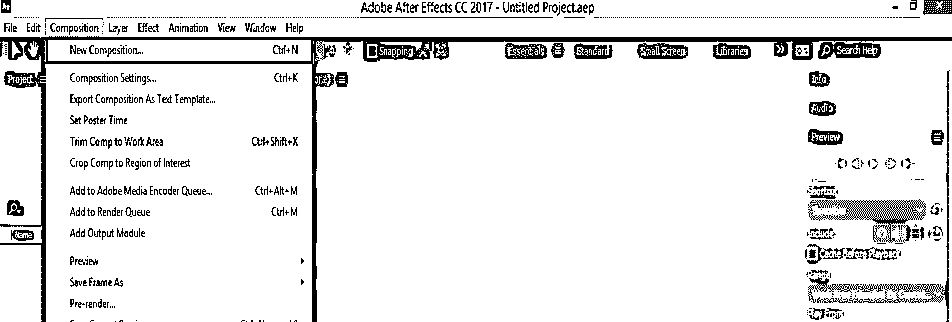 Adobe After Effects CC 2017 - Untitled Project.aep
File Edit Composition Layer Effect Animation View Window Help
New Composition... Ctrl+N
Snapping Essentials Standard Small Screen Libraries Search Help
Project
Composition Settings... Ctrl+K
Export Composition As Text Template...
Set Poster Time
Trim Comp to Work Area Ctrl+Shift+X
Crop Comp to Region of Interest
Add to Adobe Media Encoder Queue... Ctrl+Alt+M
Add to Render Queue Ctrl+M
Add Output Module
Preview
Save Frame As
Pre-render...
Name
Info
Audio
Preview
Shortcut
Include
Cache Before Playback
Range
Play From